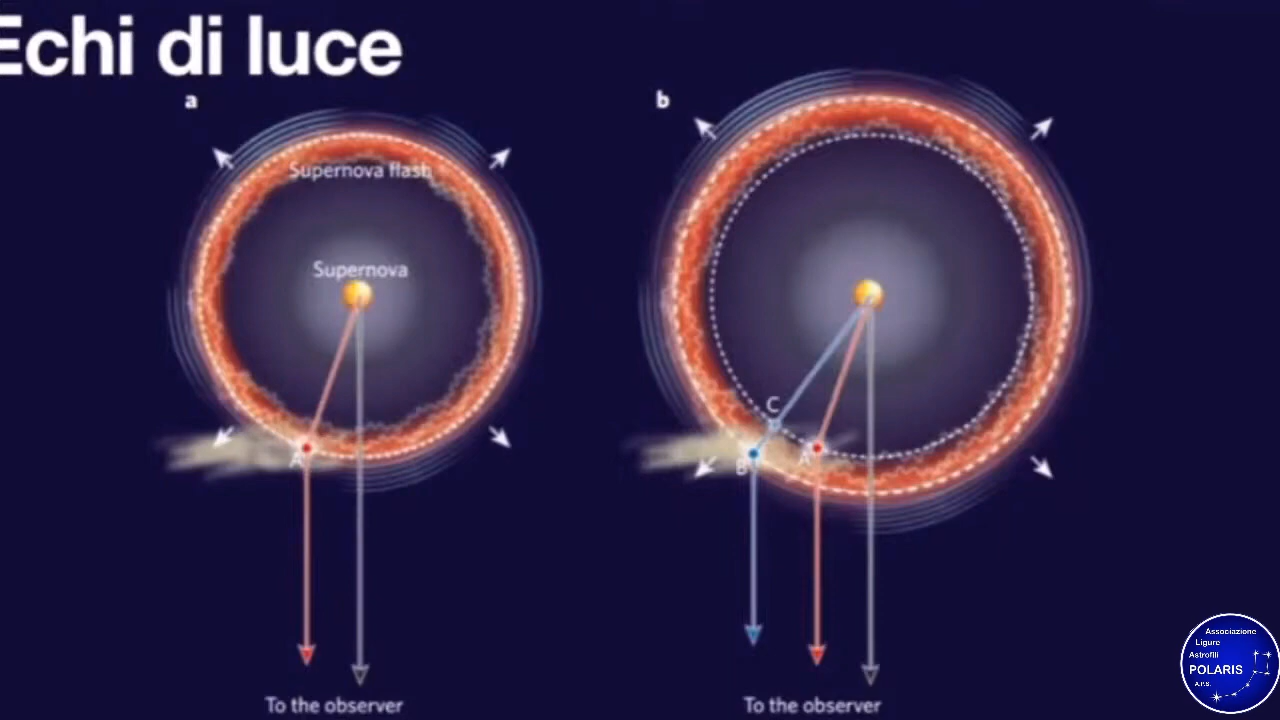 Echi di luce
a
b
Supernova flash
Supernova
C
A
B
A
To the observer
To the observer
Associazione
Ligure
Astrofili
POLARIS
A.P.S.